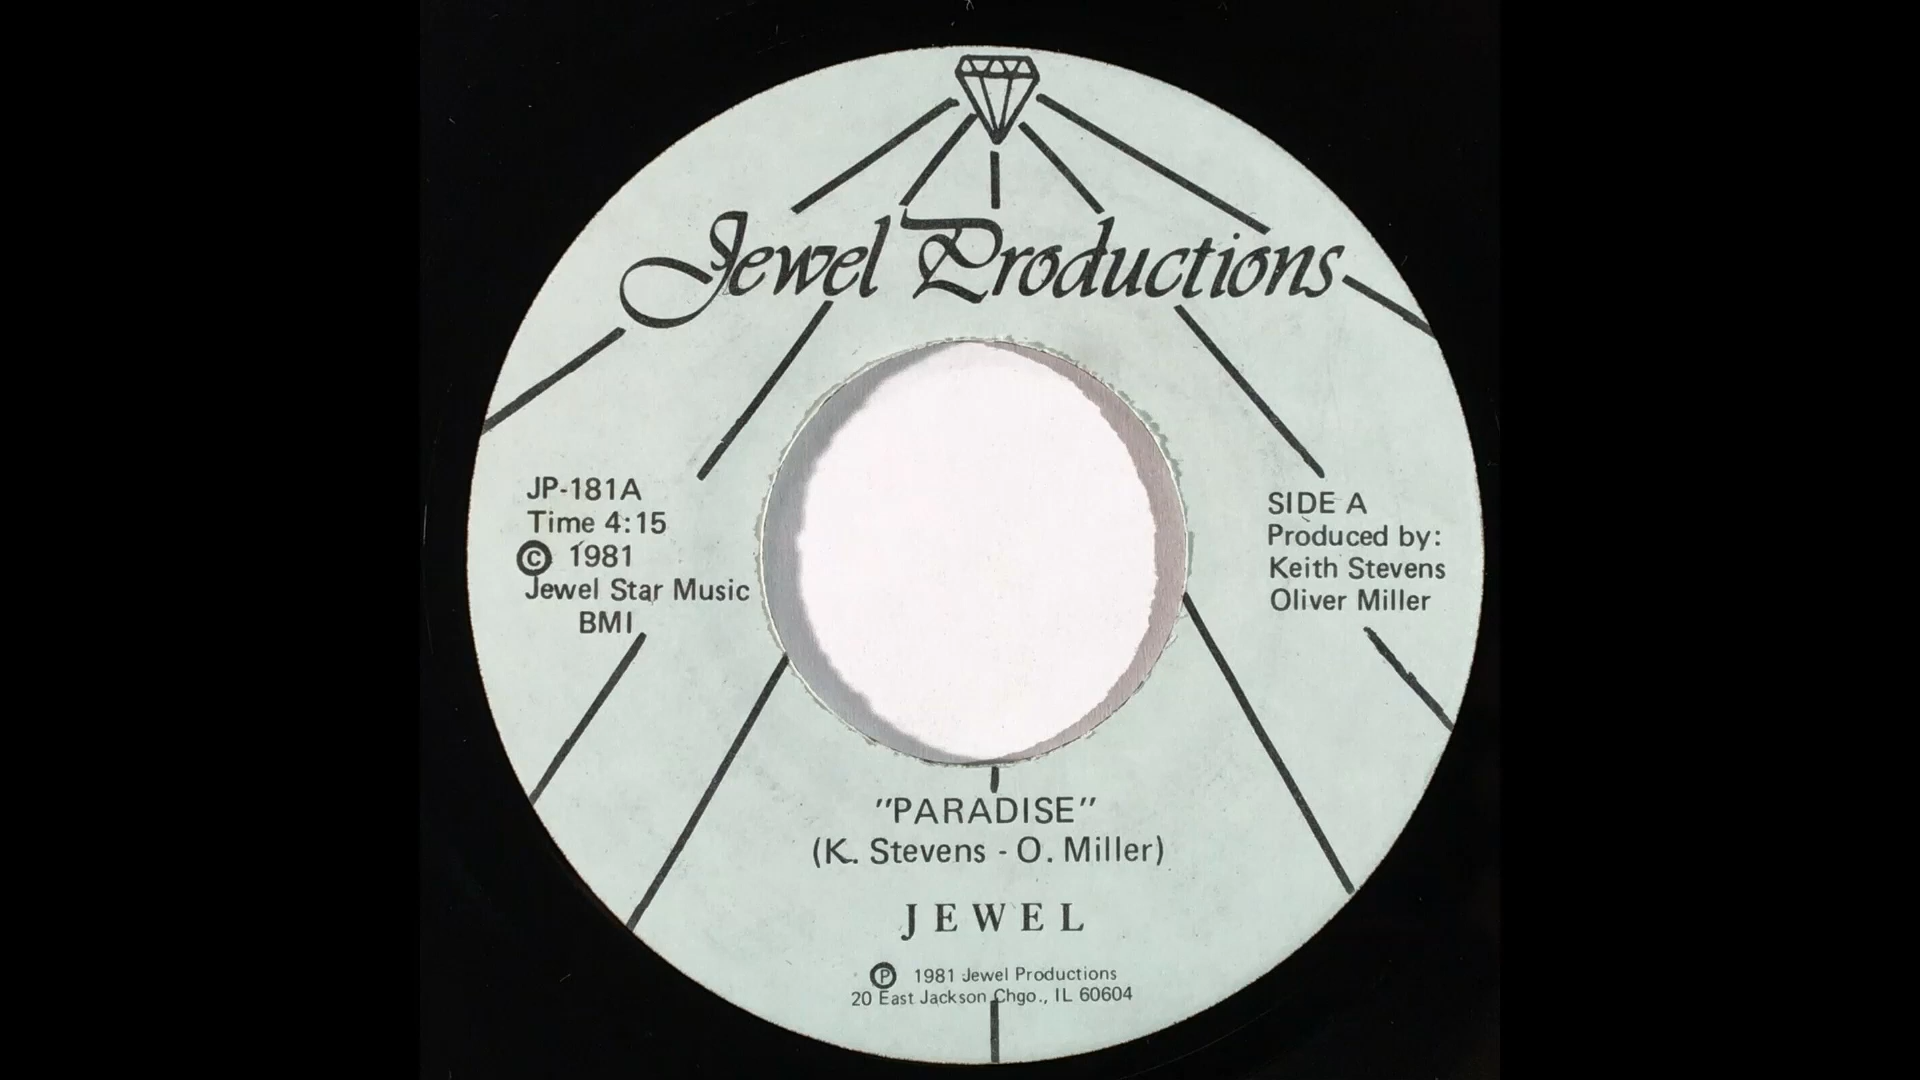 Jewel Productions
JP-181A
Time 4:15
© 1981
Jewel Star Music
BMI
SIDE A
Produced by:
Keith Stevens
Oliver Miller
"PARADISE"
(K. Stevens - O. Miller)
JEWEL
℗ 1981 Jewel Productions
20 East Jackson Chgo., IL 60604